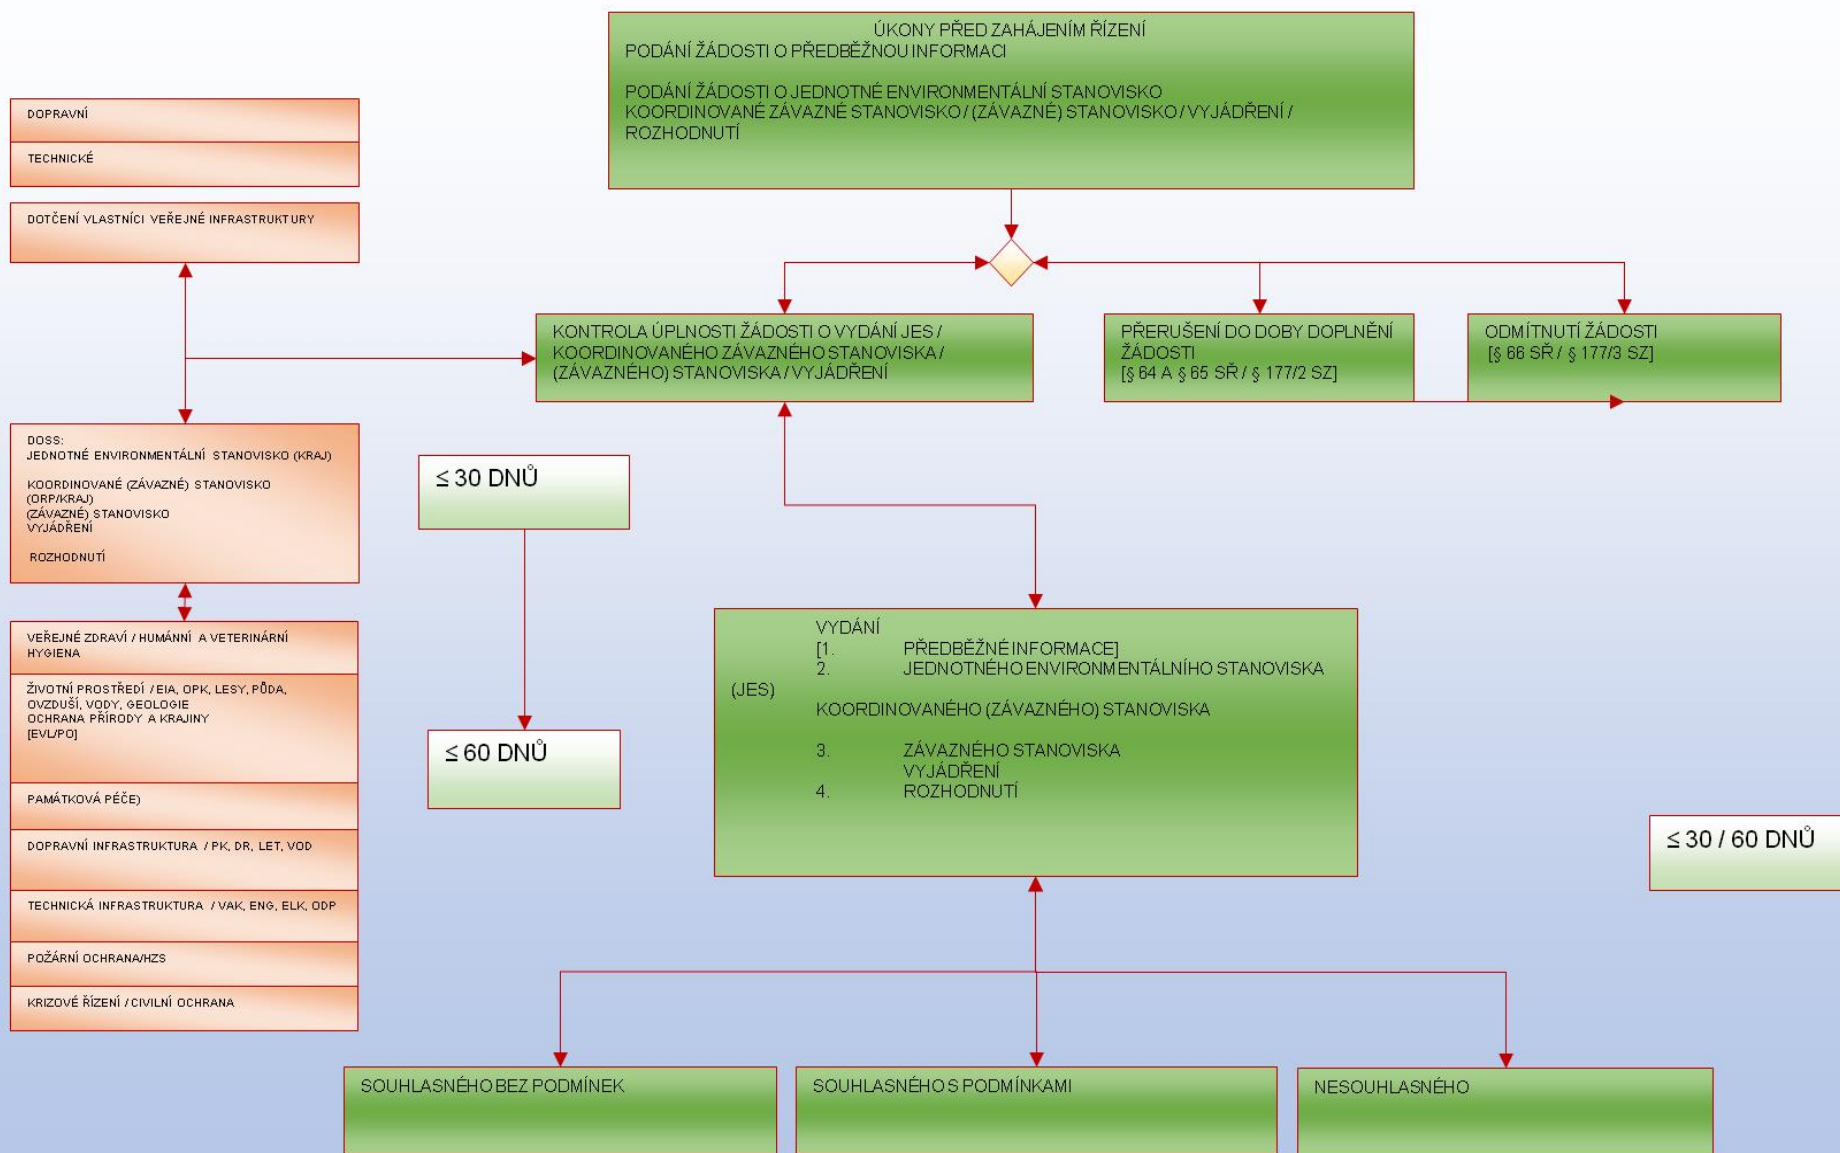 ÚKONY PŘED ZAHÁJENÍM ŘÍZENÍ
PODÁNÍ ŽÁDOSTI O PŘEDBĚŽNOU INFORMACI
PODÁNÍ ŽÁDOSTI O JEDNOTNÉ ENVIRONMENTÁLNÍ STANOVISKO
KOORDINOVANÉ ZÁVAZNÉ STANOVISKO / (ZÁVAZNÉ) STANOVISKO / VYJÁDŘENÍ /
ROZHODNUTÍ
DOPRAVNÍ
TECHNICKÉ
DOTČENÍ VLASTNÍCI VEŘEJNÉ INFRASTRUKTURY
KONTROLA ÚPLNOSTI ŽÁDOSTI O VYDÁNÍ JES /
KOORDINOVANÉHO ZÁVAZNÉHO STANOVISKA /
(ZÁVAZNÉHO) STANOVISKA / VYJÁDŘENÍ
PŘERUŠENÍ DO DOBY DOPLNĚNÍ
ŽÁDOSTI
[§ 64 A § 65 SŘ / § 177/2 SZ]
ODMÍTNUTÍ ŽÁDOSTI
[§ 66 SŘ / § 177/3 SZ]
DOSS:
JEDNOTNÉ ENVIRONMENTÁLNÍ STANOVISKO (KRAJ)
KOORDINOVANÉ (ZÁVAZNÉ) STANOVISKO
(ORP/KRAJ)
(ZÁVAZNÉ) STANOVISKO
VYJÁDŘENÍ
ROZHODNUTÍ
≤ 30 DNŮ
≤ 60 DNŮ
VEŘEJNÉ ZDRAVÍ / HUMÁNNÍ A VETERINÁRNÍ
HYGIENA
ŽIVOTNÍ PROSTŘEDÍ / EIA, OPK, LESY, PŮDA,
OVZDUŠÍ, VODY, GEOLOGIE
OCHRANA PŘÍRODY A KRAJINY
[EVL/PO]
PAMÁTKOVÁ PÉČE)
DOPRAVNÍ INFRASTRUKTURA / PK, DR, LET, VOD
TECHNICKÁ INFRASTRUKTURA / VAK, ENG, ELK, ODP
POŽÁRNÍ OCHRANA/HZS
KRIZOVÉ ŘÍZENÍ / CIVILNÍ OCHRANA
VYDÁNÍ
[1. PŘEDBĚŽNÉ INFORMACE]
2. JEDNOTNÉHO ENVIRONMENTÁLNÍHO STANOVISKA
(JES)
KOORDINOVANÉHO (ZÁVAZNÉHO) STANOVISKA
3. ZÁVAZNÉHO STANOVISKA
VYJÁDŘENÍ
4. ROZHODNUTÍ
≤ 30 / 60 DNŮ
SOUHLASNÉHO BEZ PODMÍNEK
SOUHLASNÉHO S PODMÍNKAMI
NESOUHLASNÉHO